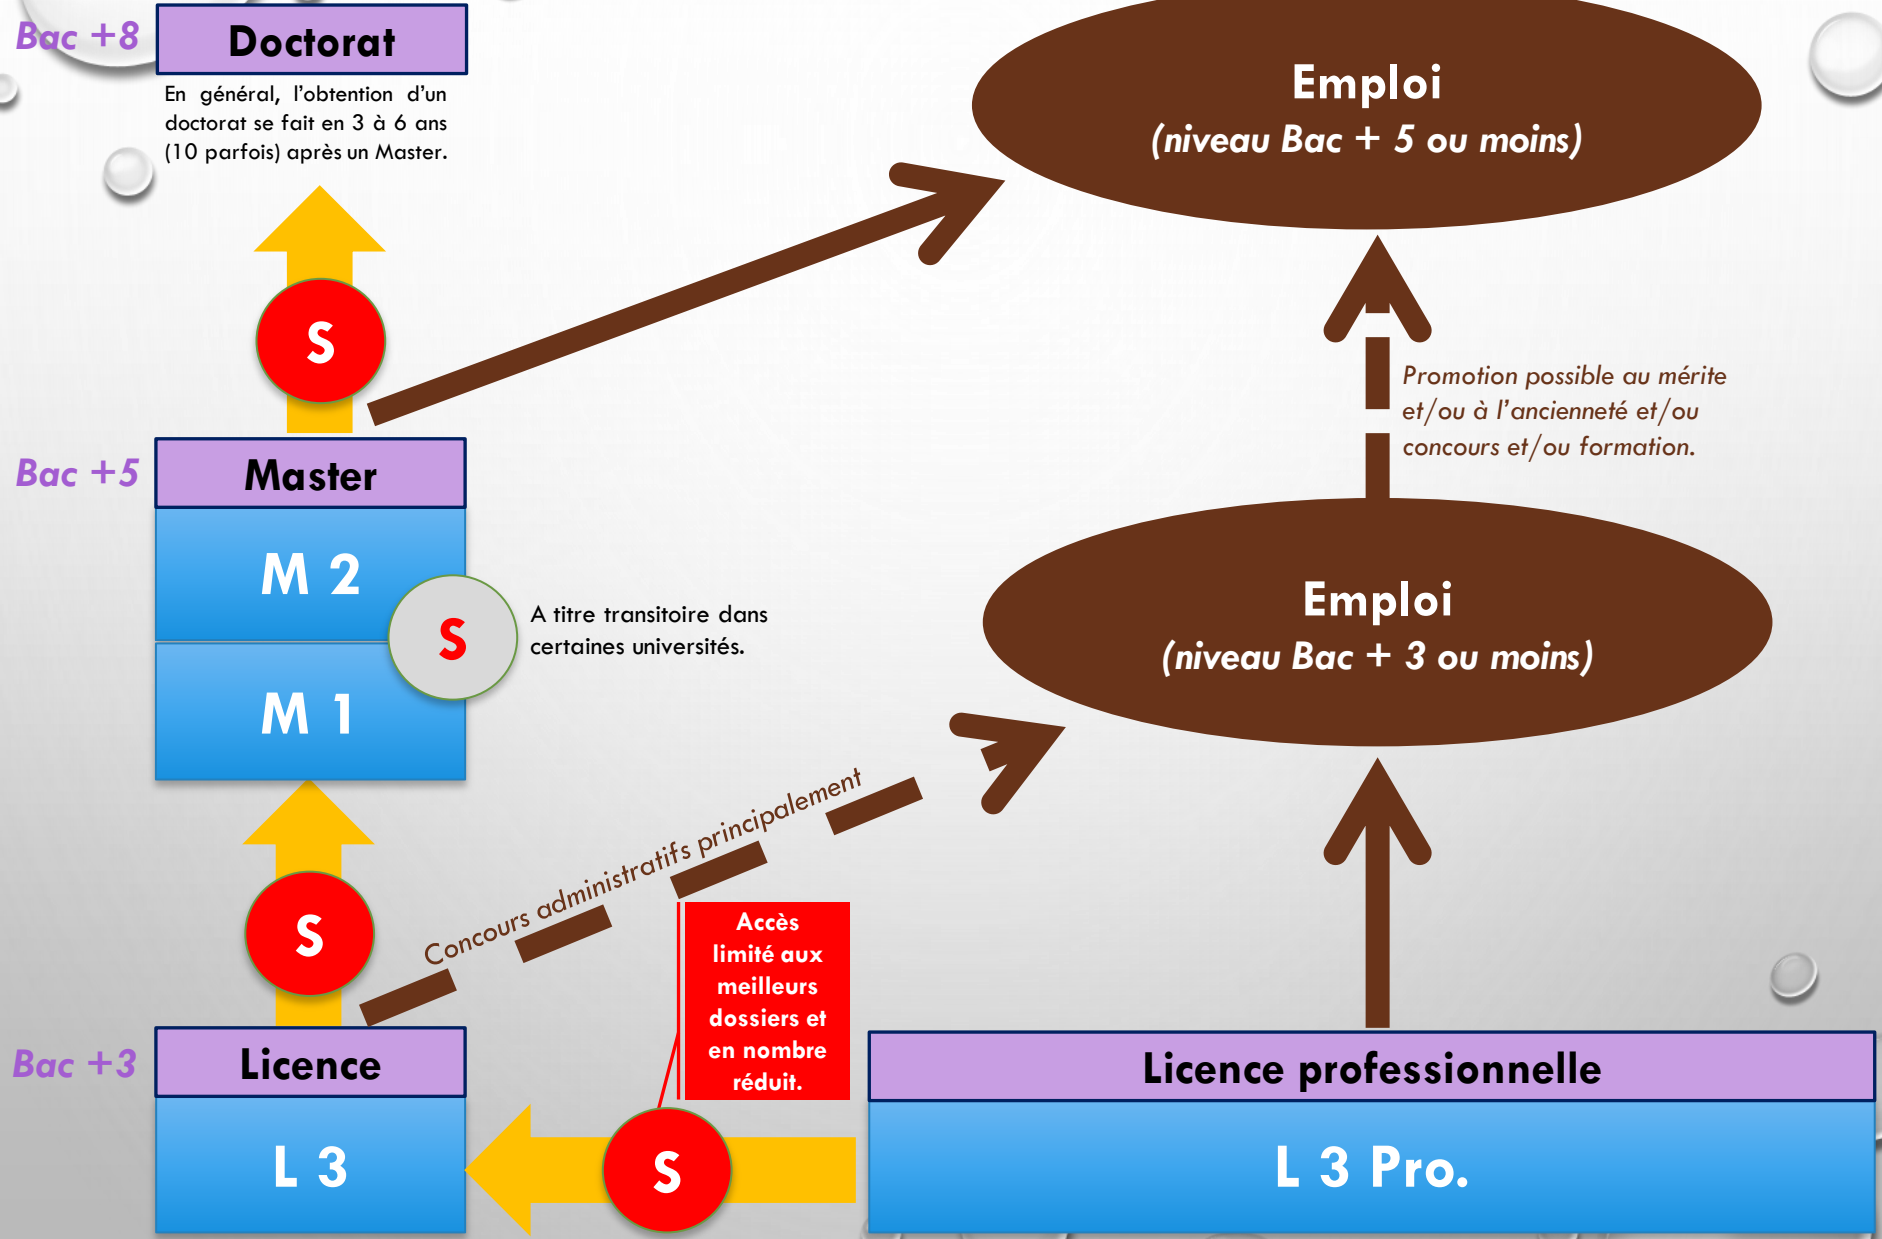 Bac +8
Doctorat
En général, l'obtention d'un
doctorat se fait en 3 à 6 ans
(10 parfois) après un Master.
Emploi
(niveau Bac + 5 ou moins)
S
Promotion possible au mérite
et/ou à l'ancienneté et/ou
concours et/ou formation.
Bac +5
Master
M 2
S
A titre transitoire dans
certaines universités.
M 1
Emploi
(niveau Bac + 3 ou moins)
Concours administratifs principalement
S
Accès
limité aux
meilleurs
dossiers et
en nombre
réduit.
Bac +3
Licence
L 3
S
Licence professionnelle
L 3 Pro.